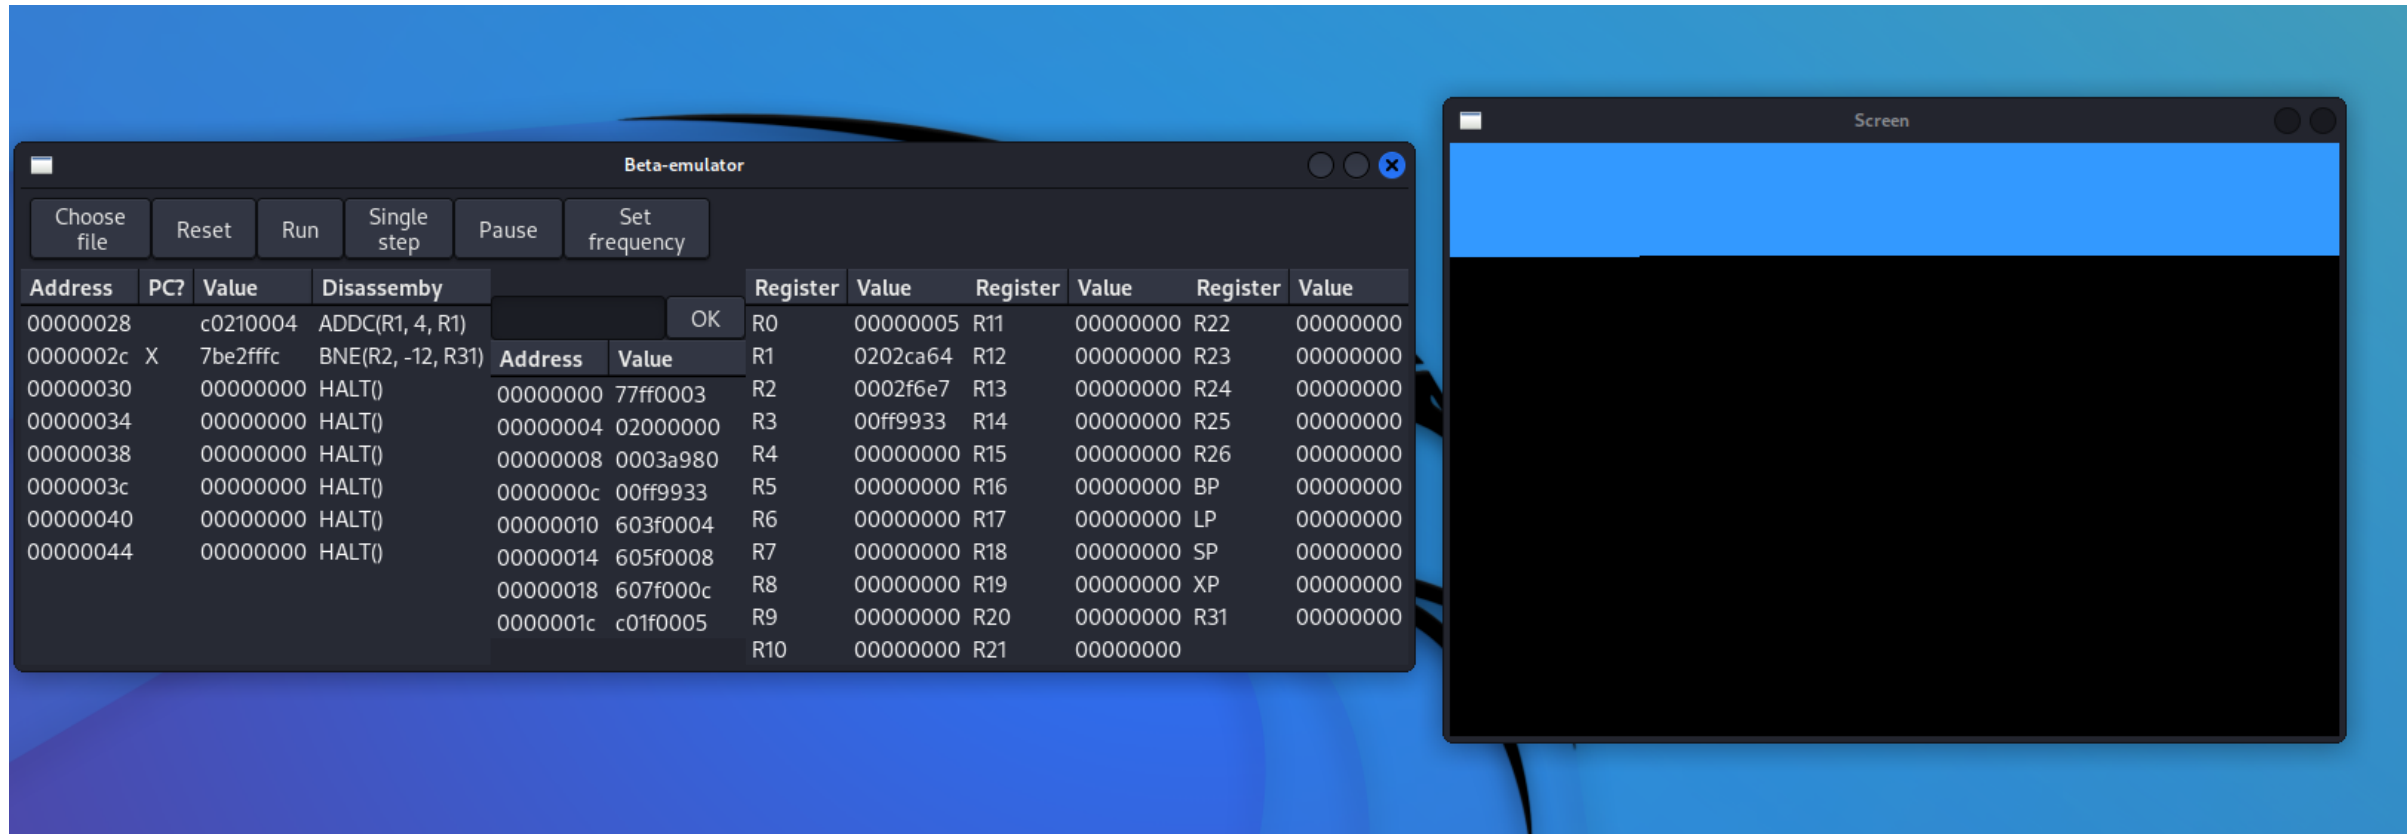 Beta-emulator
Choose
file
Reset
Run
Single
step
Pause
Set
frequency
Address PC? Value Disassemby
00000028 c0210004 ADDC(R1, 4, R1)
0000002c X 7be2fffc BNE(R2, -12, R31)
00000030 00000000 HALT()
00000034 00000000 HALT()
00000038 00000000 HALT()
0000003c 00000000 HALT()
00000040 00000000 HALT()
00000044 00000000 HALT()
OK
Address Value
00000000 77ff0003
00000004 02000000
00000008 0003a980
0000000c 00ff9933
00000010 603f0004
00000014 605f0008
00000018 607f000c
0000001c c01f0005
Register Value Register Value Register Value
R0 00000005 R11 00000000 R22 00000000
R1 0202ca64 R12 00000000 R23 00000000
R2 0002f6e7 R13 00000000 R24 00000000
R3 00ff9933 R14 00000000 R25 00000000
R4 00000000 R15 00000000 R26 00000000
R5 00000000 R16 00000000 BP 00000000
R6 00000000 R17 00000000 LP 00000000
R7 00000000 R18 00000000 SP 00000000
R8 00000000 R19 00000000 XP 00000000
R9 00000000 R20 00000000 R31 00000000
R10 00000000 R21 00000000
Screen